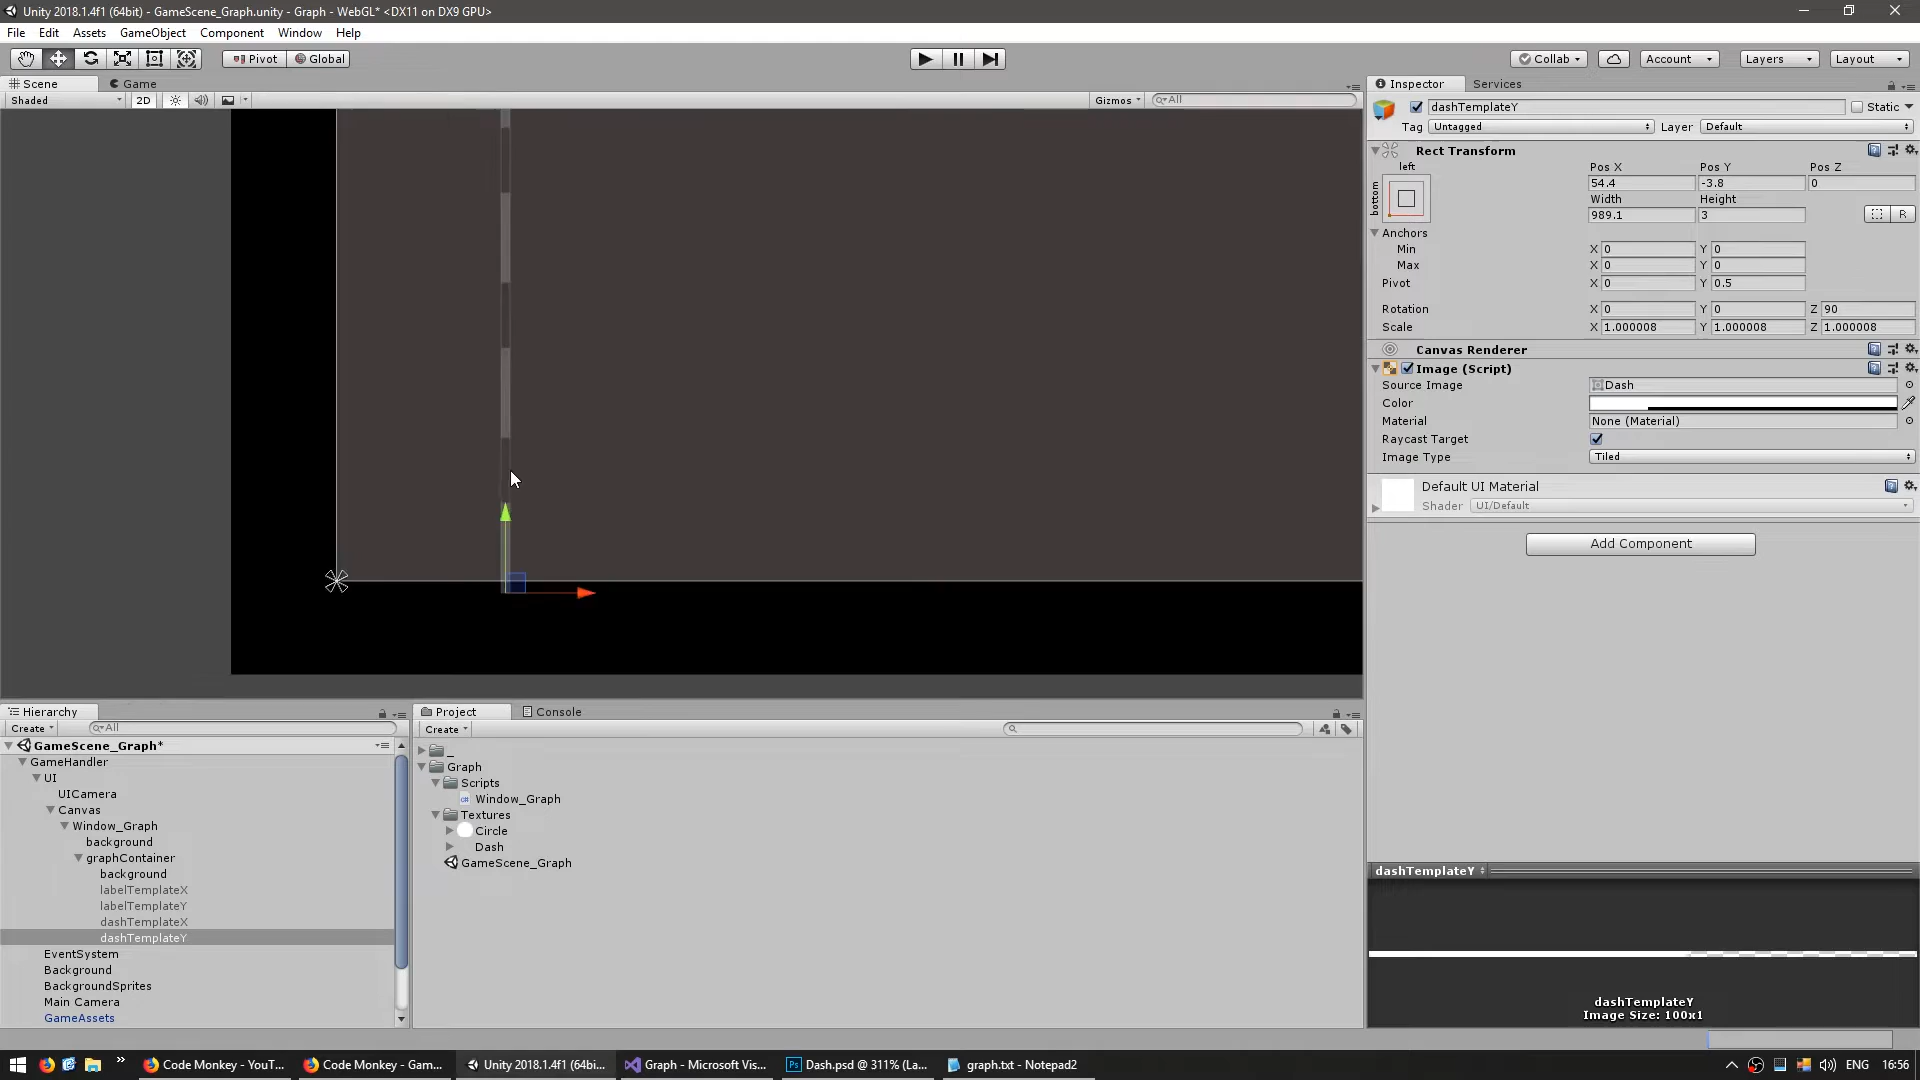 Unity 2018.1.4f1 (64bit) - GameScene_Graph.unity - Graph - WebGL* <DX11 on DX9 GPU>
File Edit Assets GameObject Component Window Help
Pivot Global Collab Account Layers Layout
Scene Game Inspector Services
Shaded 2D Gizmos All
dashTemplateY Static
Tag Untagged Layer Default
Rect Transform
left Pos X Pos Y Pos Z
bottom 54.4 -3.8 0
Width Height
989.1 3 R
Anchors
Min X 0 Y 0
Max X 0 Y 0
Pivot X 0 Y 0.5
Rotation X 0 Y 0 Z 90
Scale X 1.000008 Y 1.000008 Z 1.000008
Canvas Renderer
Image (Script)
Source Image Dash
Color
Material None (Material)
Raycast Target
Image Type Tiled
Default UI Material
Shader UI/Default
Add Component
Hierarchy
Create All
GameScene_Graph*
GameHandler
UI
UICamera
Canvas
Window_Graph
background
graphContainer
background
labelTemplateX
labelTemplateY
dashTemplateX
dashTemplateY
EventSystem
Background
BackgroundSprites
Main Camera
GameAssets
Project Console
Create
_
Graph
Scripts
Window_Graph
Textures
Circle
Dash
GameScene_Graph
dashTemplateY
dashTemplateY
Image Size: 100x1
Code Monkey - YouT... Code Monkey - Gam... Unity 2018.1.4f1 (64bi... Graph - Microsoft Vis... Dash.psd @ 311% (La... graph.txt - Notepad2 ENG 16:56